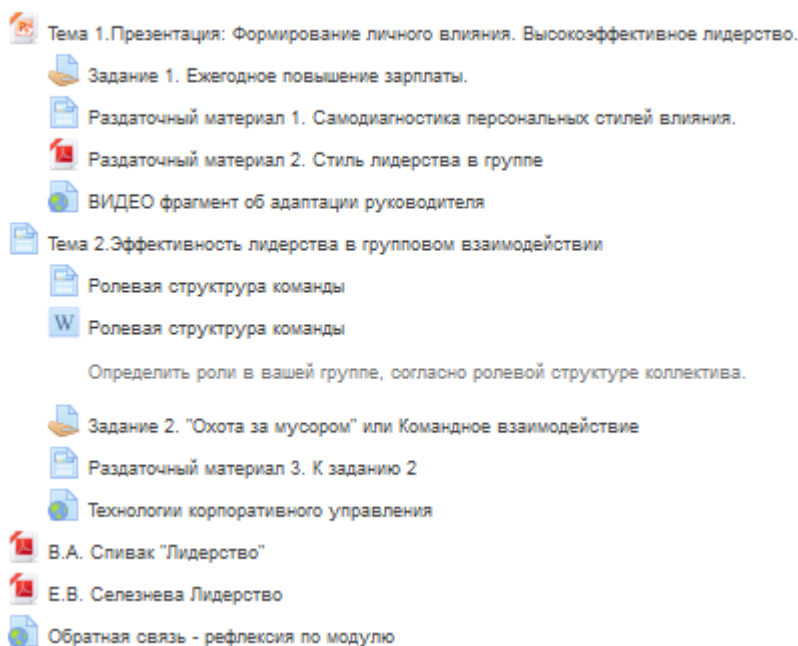 Тема 1.Презентация: Формирование личного влияния. Высокоэффективное лидерство.
Задание 1. Ежегодное повышение зарплаты.
Раздаточный материал 1. Самодиагностика персональных стилей влияния.
Раздаточный материал 2. Стиль лидерства в группе
ВИДЕО фрагмент об адаптации руководителя
Тема 2.Эффективность лидерства в групповом взаимодействии
Ролевая структрура команды
W Ролевая структрура команды
Определить роли в вашей группе, согласно ролевой структуре коллектива.
Задание 2. "Охота за мусором" или Командное взаимодействие
Раздаточный материал 3. К заданию 2
Технологии корпоративного управления
В.А. Спивак "Лидерство"
Е.В. Селезнева Лидерство
Обратная связь - рефлексия по модулю